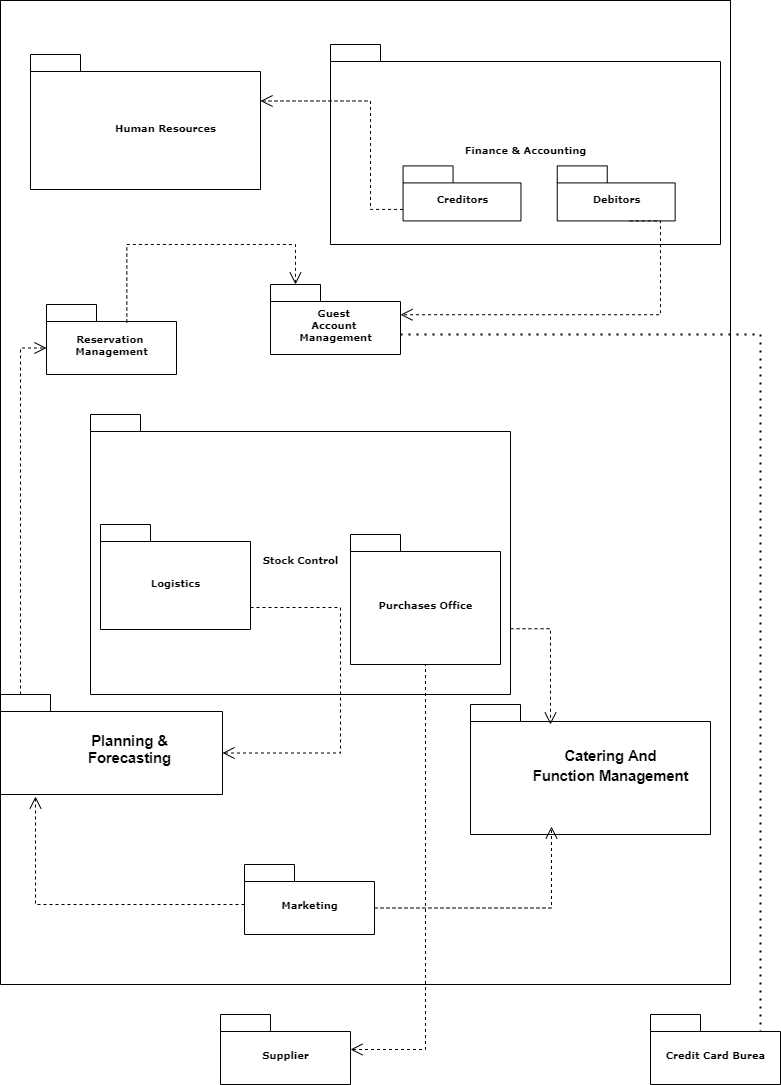 Human Resources
Finance & Accounting
Creditors
Debitors
Guest
Account
Management
Reservation
Management
Stock Control
Logistics
Purchases Office
Planning &
Forecasting
Catering And
Function Management
Marketing
Supplier
Credit Card Burea